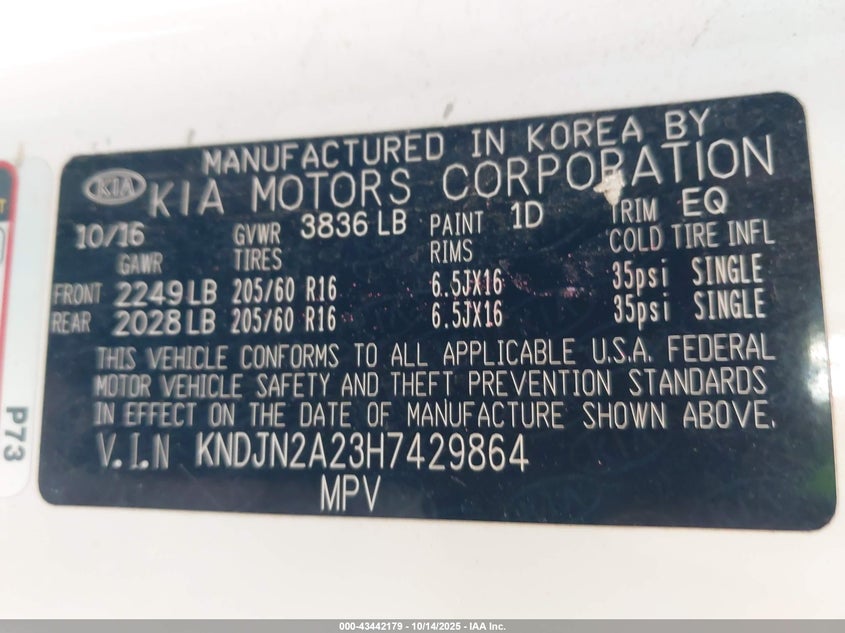 MANUFACTURED IN KOREA BY
KIA KIA MOTORS CORPORATION
10/16 GVWR 3836 LB PAINT 1D TRIM EQ
GAWR TIRES RIMS COLD TIRE INFL
FRONT 2249 LB 205/60 R16 6.5JX16 35psi SINGLE
REAR 2028 LB 205/60 R16 6.5JX16 35psi SINGLE
THIS VEHICLE CONFORMS TO ALL APPLICABLE U.S.A. FEDERAL
MOTOR VEHICLE SAFETY AND THEFT PREVENTION STANDARDS
IN EFFECT ON THE DATE OF MANUFACTURE SHOWN ABOVE.
V.I.N KNDJN2A23H7429864
MPV
P73
000-43442179 - 10/14/2025 - IAA Inc.